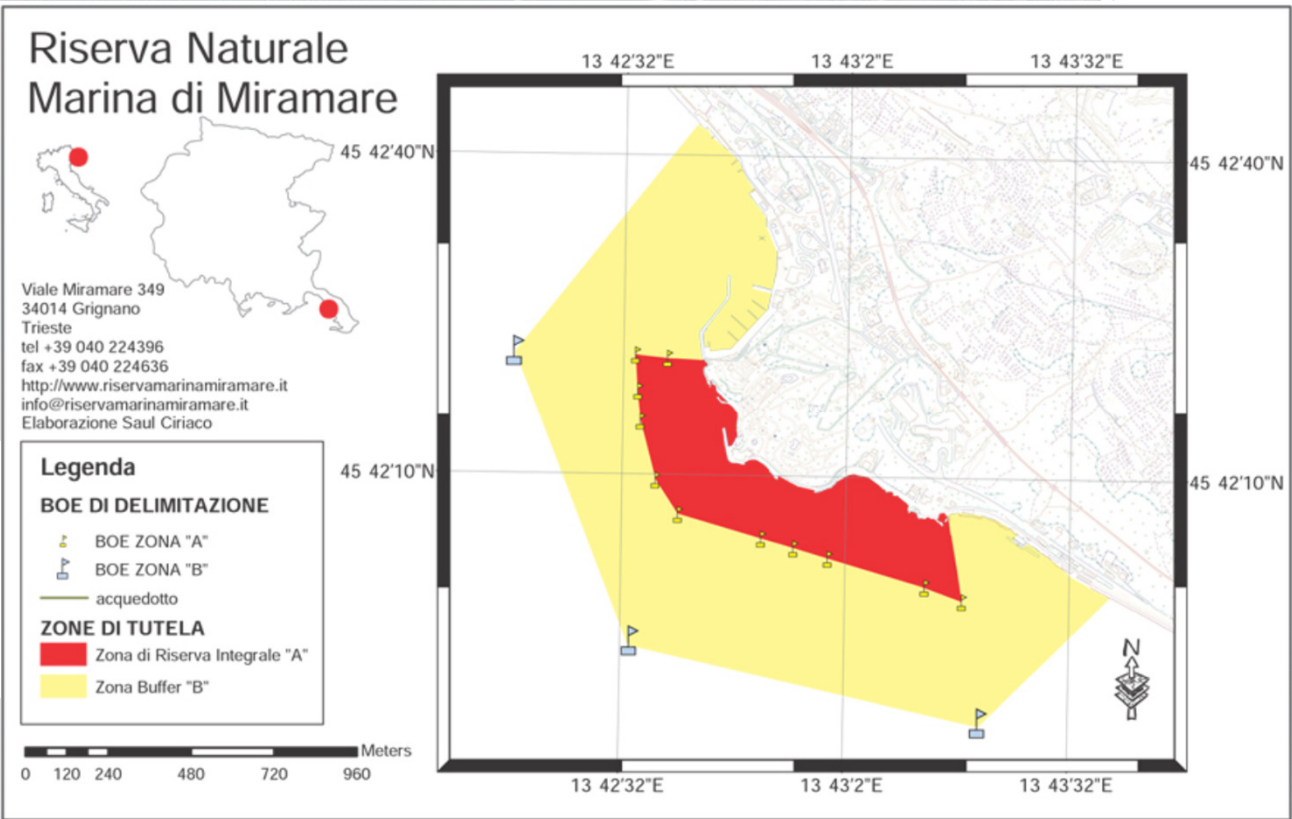 Riserva Naturale
Marina di Miramare
Viale Miramare 349
34014 Grignano
Trieste
tel +39 040 224396
fax +39 040 224636
http://www.riservamarinamiramare.it
info@riservamarinamiramare.it
Elaborazione Saul Ciriaco
Legenda
BOE DI DELIMITAZIONE
BOE ZONA "A"
BOE ZONA "B"
acquedotto
ZONE DI TUTELA
Zona di Riserva Integrale "A"
Zona Buffer "B"
Meters
0 120 240 480 720 960
13 42'32"E 13 43'2"E 13 43'32"E
45 42'40"N 45 42'40"N
45 42'10"N 45 42'10"N
N
13 42'32"E 13 43'2"E 13 43'32"E